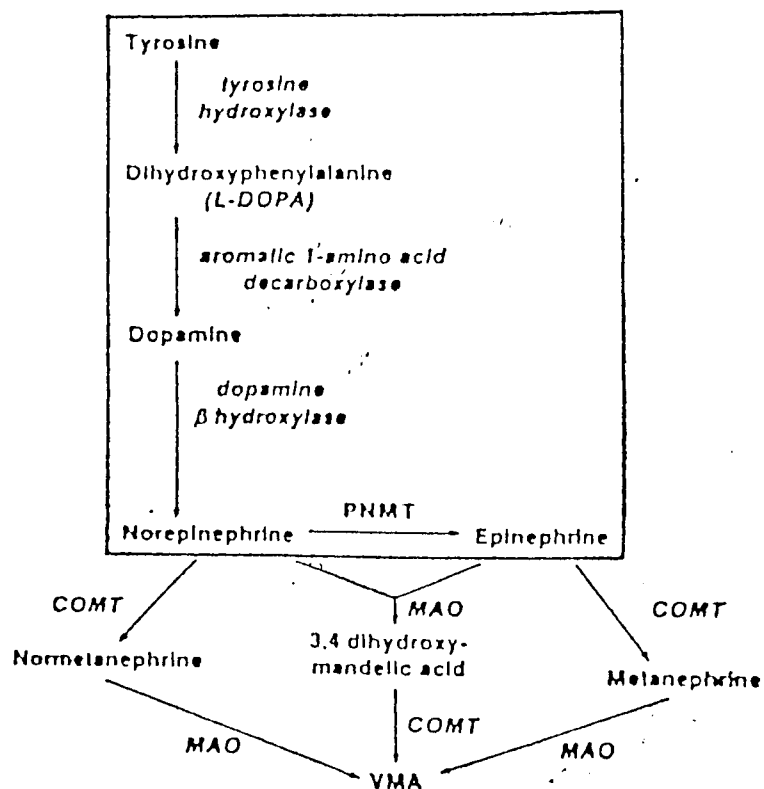 Tyrosine
tyrosine
hydroxylase
Dihydroxyphenylalanine
(L-DOPA)
aromatic 1-amino acid
decarboxylase
Dopamine
dopamine
β hydroxylase
PNMT
Norepinephrine
Epinephrine
COMT
MAO
COMT
Normetanephrine
3,4 dihydroxy-
mandelic acid
Metanephrine
MAO
COMT
MAO
VMA